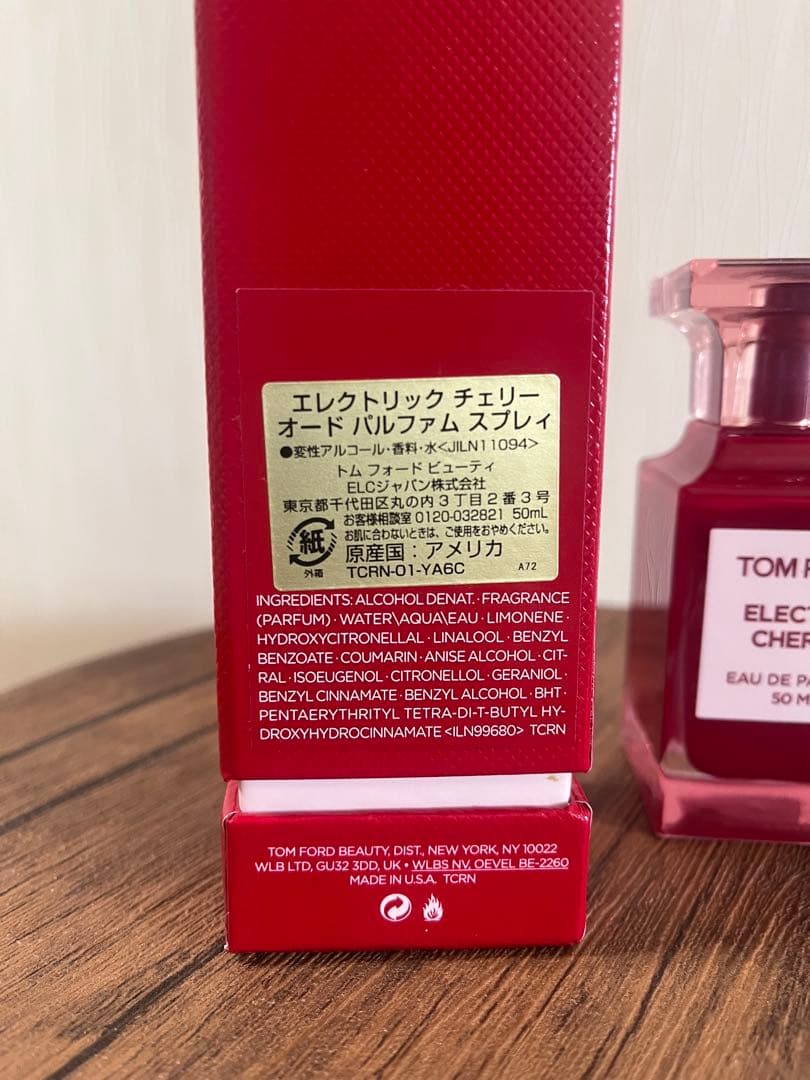 エレクトリック チェリー
オード パルファム スプレィ
●変性アルコール・香料・水<JILN11094>
トム フォード ビューティ
ELCジャパン株式会社
東京都千代田区丸の内3丁目2番3号
お客様相談室 0120-032821 50mL
お肌に合わないときは、ご使用をおやめください。
紙
外箱
原産国：アメリカ
TCRN-01-YA6C A72
INGREDIENTS: ALCOHOL DENAT.·FRAGRANCE
(PARFUM)·WATER\AQUA\EAU·LIMONENE·
HYDROXYCITRONELLAL·LINALOOL·BENZYL
BENZOATE·COUMARIN·ANISE ALCOHOL·CIT-
RAL·ISOEUGENOL·CITRONELLOL·GERANIOL·
BENZYL CINNAMATE·BENZYL ALCOHOL·BHT·
PENTAERYTHRITYL TETRA-DI-T-BUTYL HY-
DROXYHYDROCINNAMATE <ILN99680> TCRN
TOM FORD BEAUTY, DIST., NEW YORK, NY 10022
WLB LTD, GU32 3DD, UK • WLBS NV, OEVEL BE-2260
MADE IN U.S.A. TCRN
TOM F
ELEC
CHER
EAU DE PA
50 M